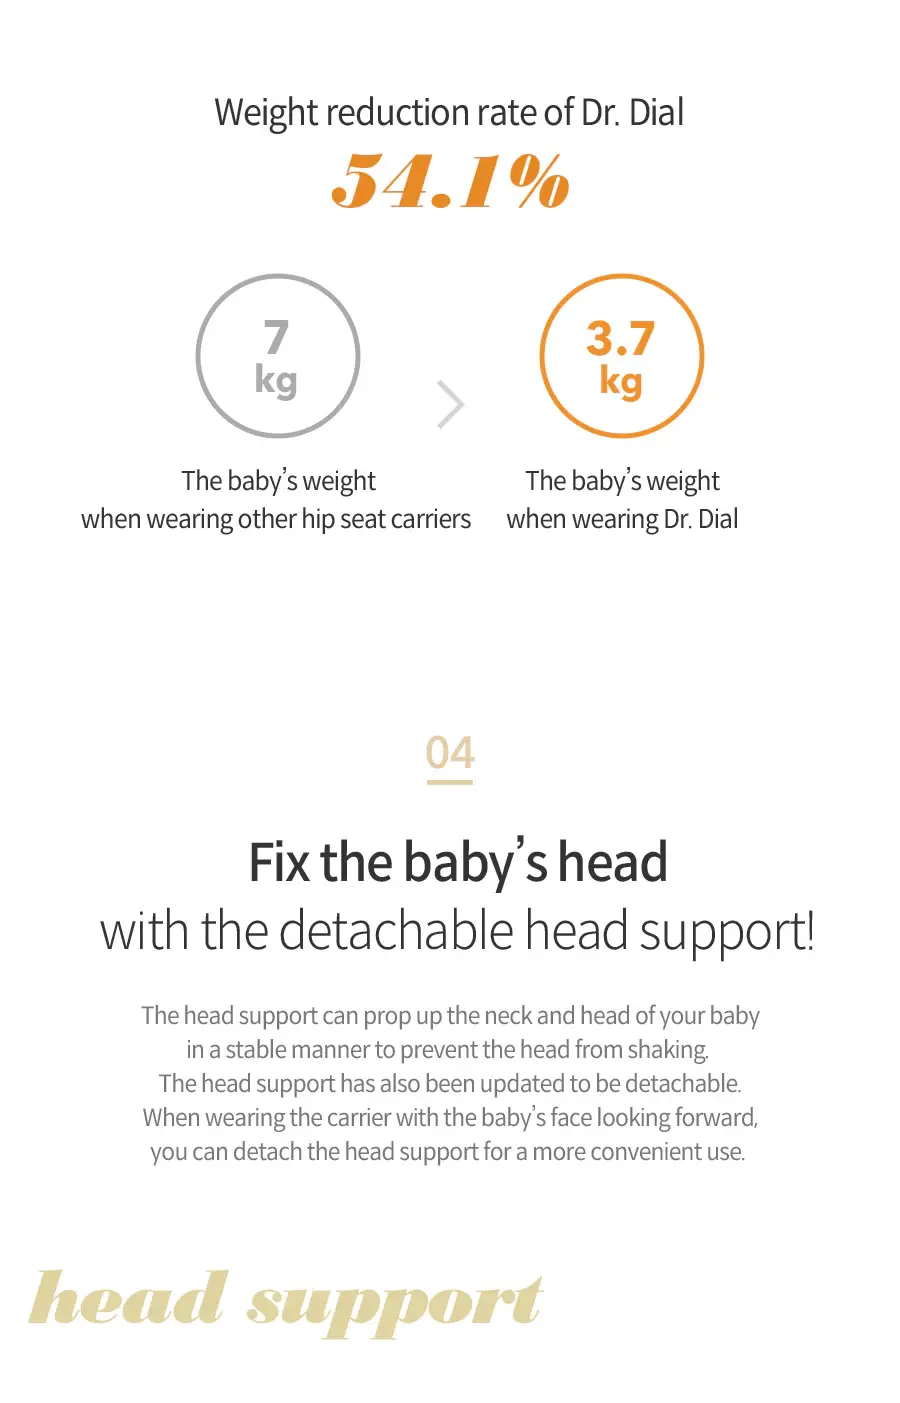 Weight reduction rate of Dr. Dial
54.1%
7
kg
3.7
kg
The baby's weight
when wearing other hip seat carriers
The baby's weight
when wearing Dr. Dial
04
Fix the baby's head
with the detachable head support!
The head support can prop up the neck and head of your baby
in a stable manner to prevent the head from shaking.
The head support has also been updated to be detachable.
When wearing the carrier with the baby's face looking forward,
you can detach the head support for a more convenient use.
head support